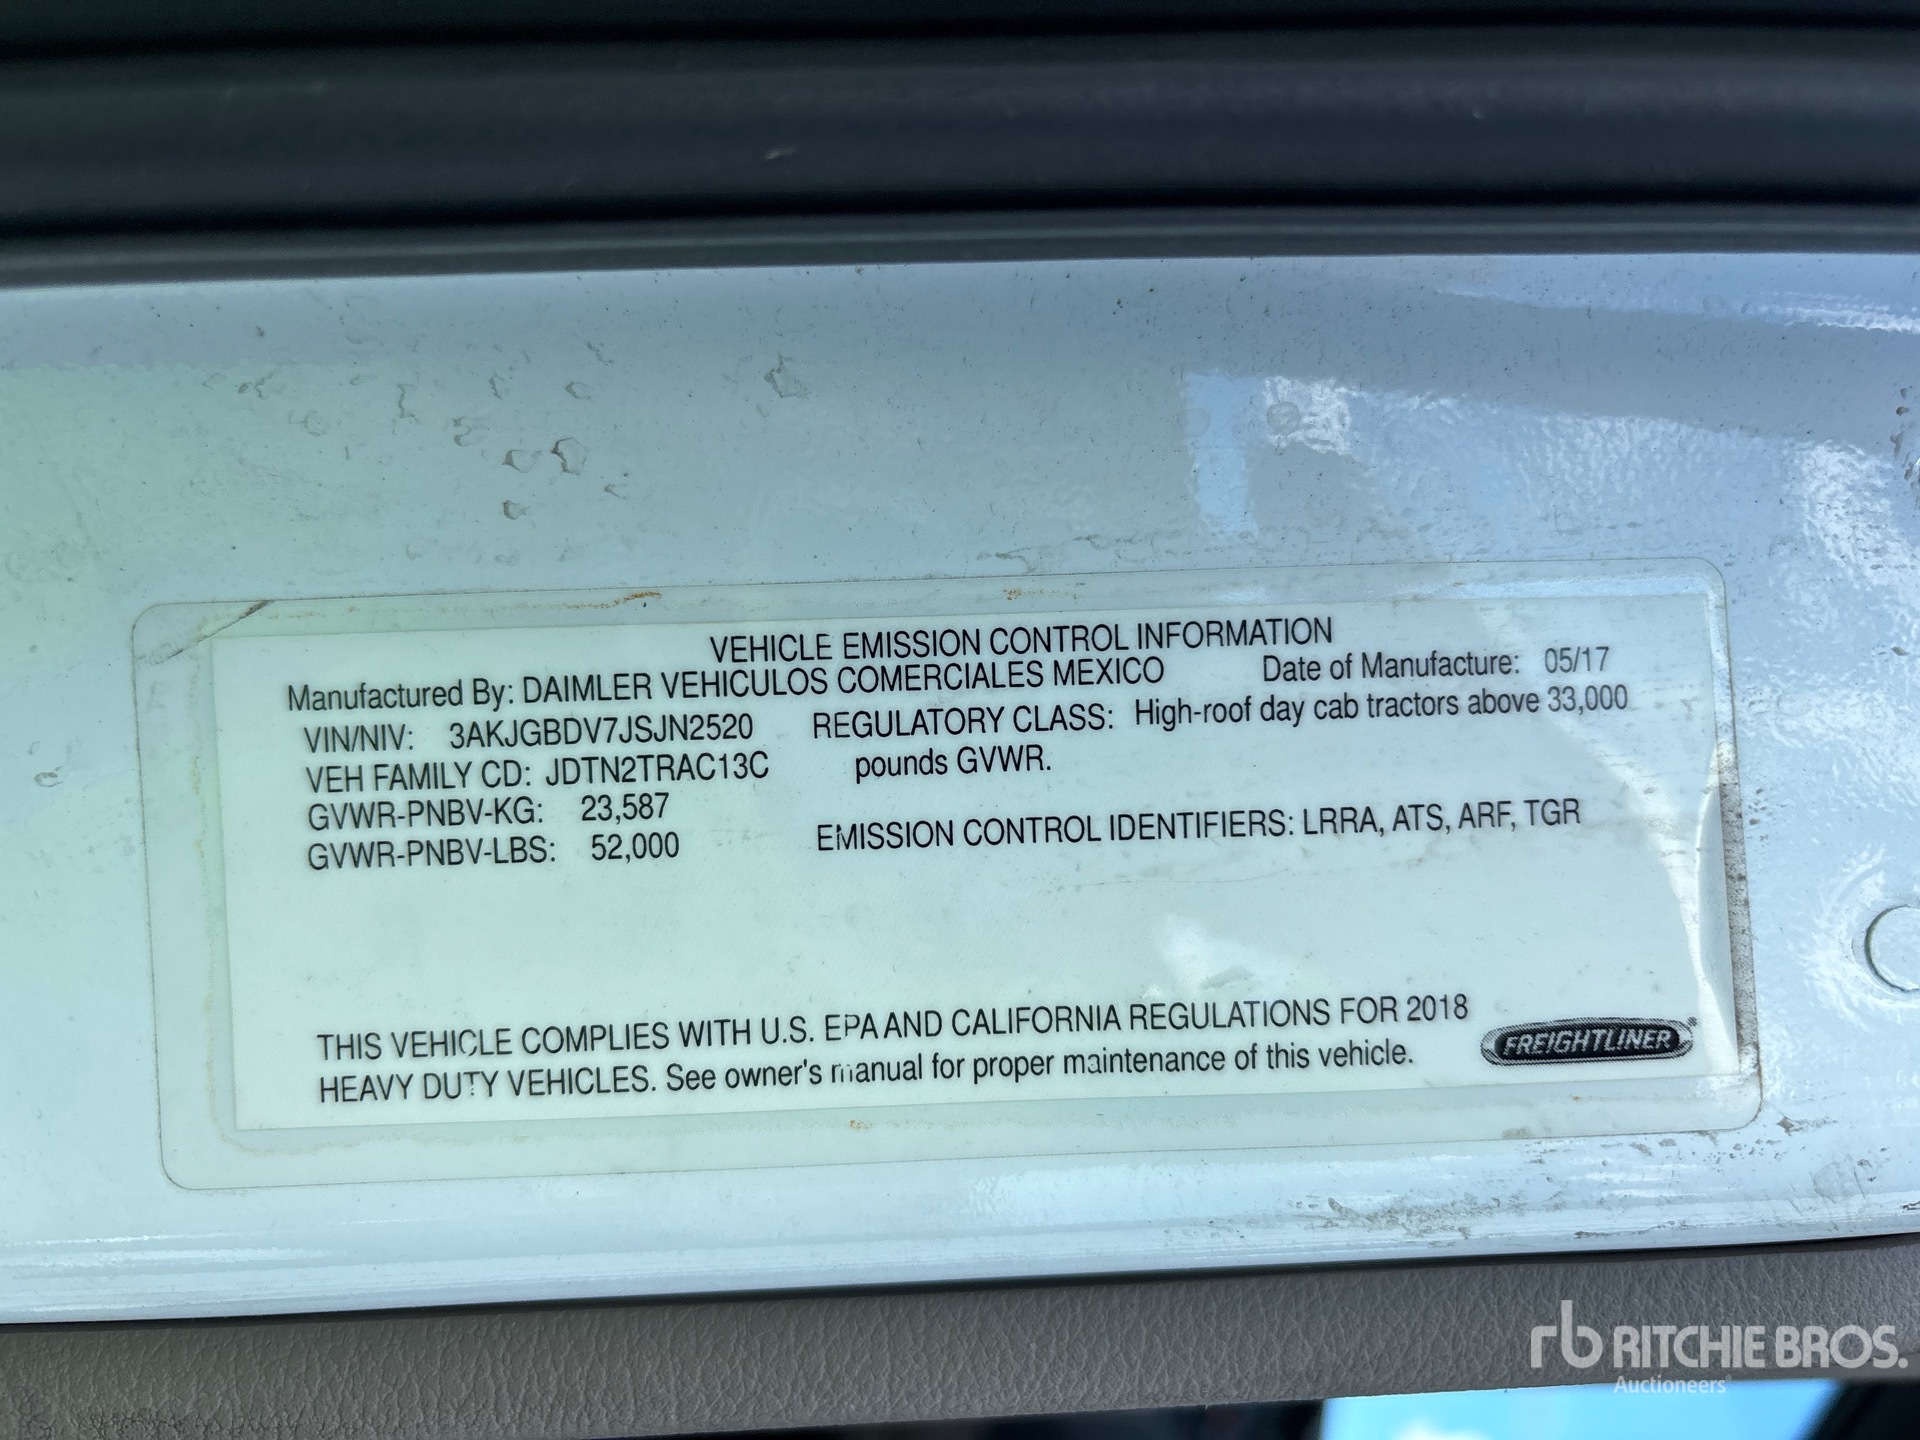 VEHICLE EMISSION CONTROL INFORMATION
Manufactured By: DAIMLER VEHICULOS COMERCIALES MEXICO Date of Manufacture: 05/17
VIN/NIV: 3AKJGBDV7JSJN2520 REGULATORY CLASS: High-roof day cab tractors above 33,000
VEH FAMILY CD: JDTN2TRAC13C pounds GVWR.
GVWR-PNBV-KG: 23,587
GVWR-PNBV-LBS: 52,000 EMISSION CONTROL IDENTIFIERS: LRRA, ATS, ARF, TGR
THIS VEHICLE COMPLIES WITH U.S. EPA AND CALIFORNIA REGULATIONS FOR 2018
HEAVY DUTY VEHICLES. See owner's manual for proper maintenance of this vehicle.
FREIGHTLINER®
rb RITCHIE BROS.
Auctioneers